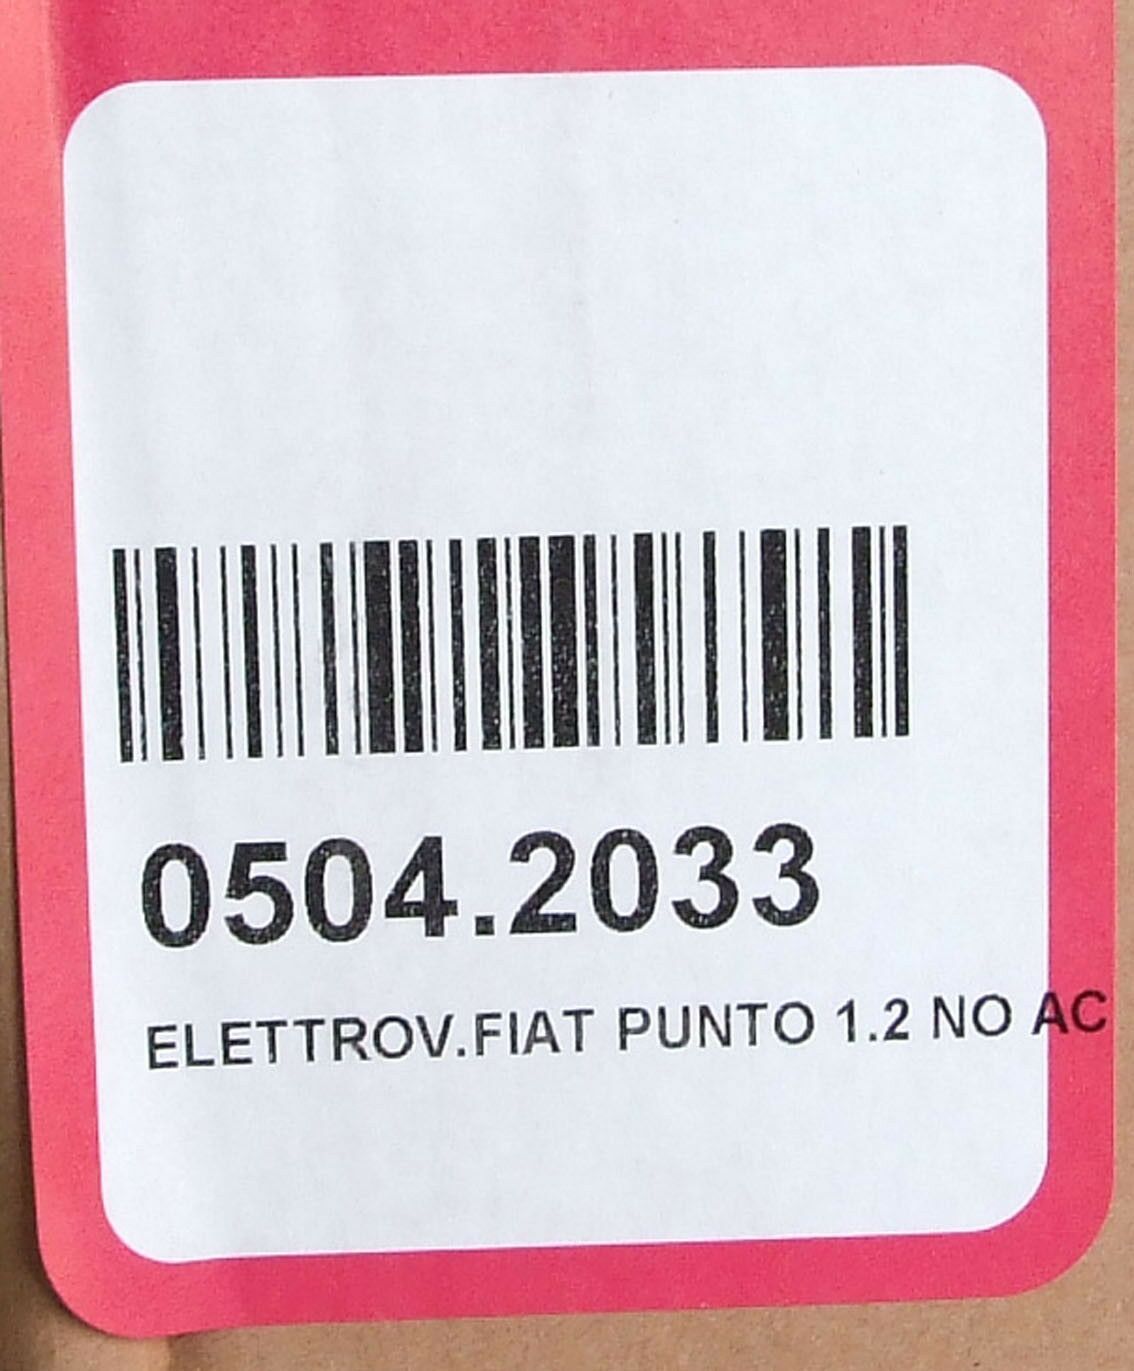 0504.2033
ELETTROV.FIAT PUNTO 1.2 NO AC